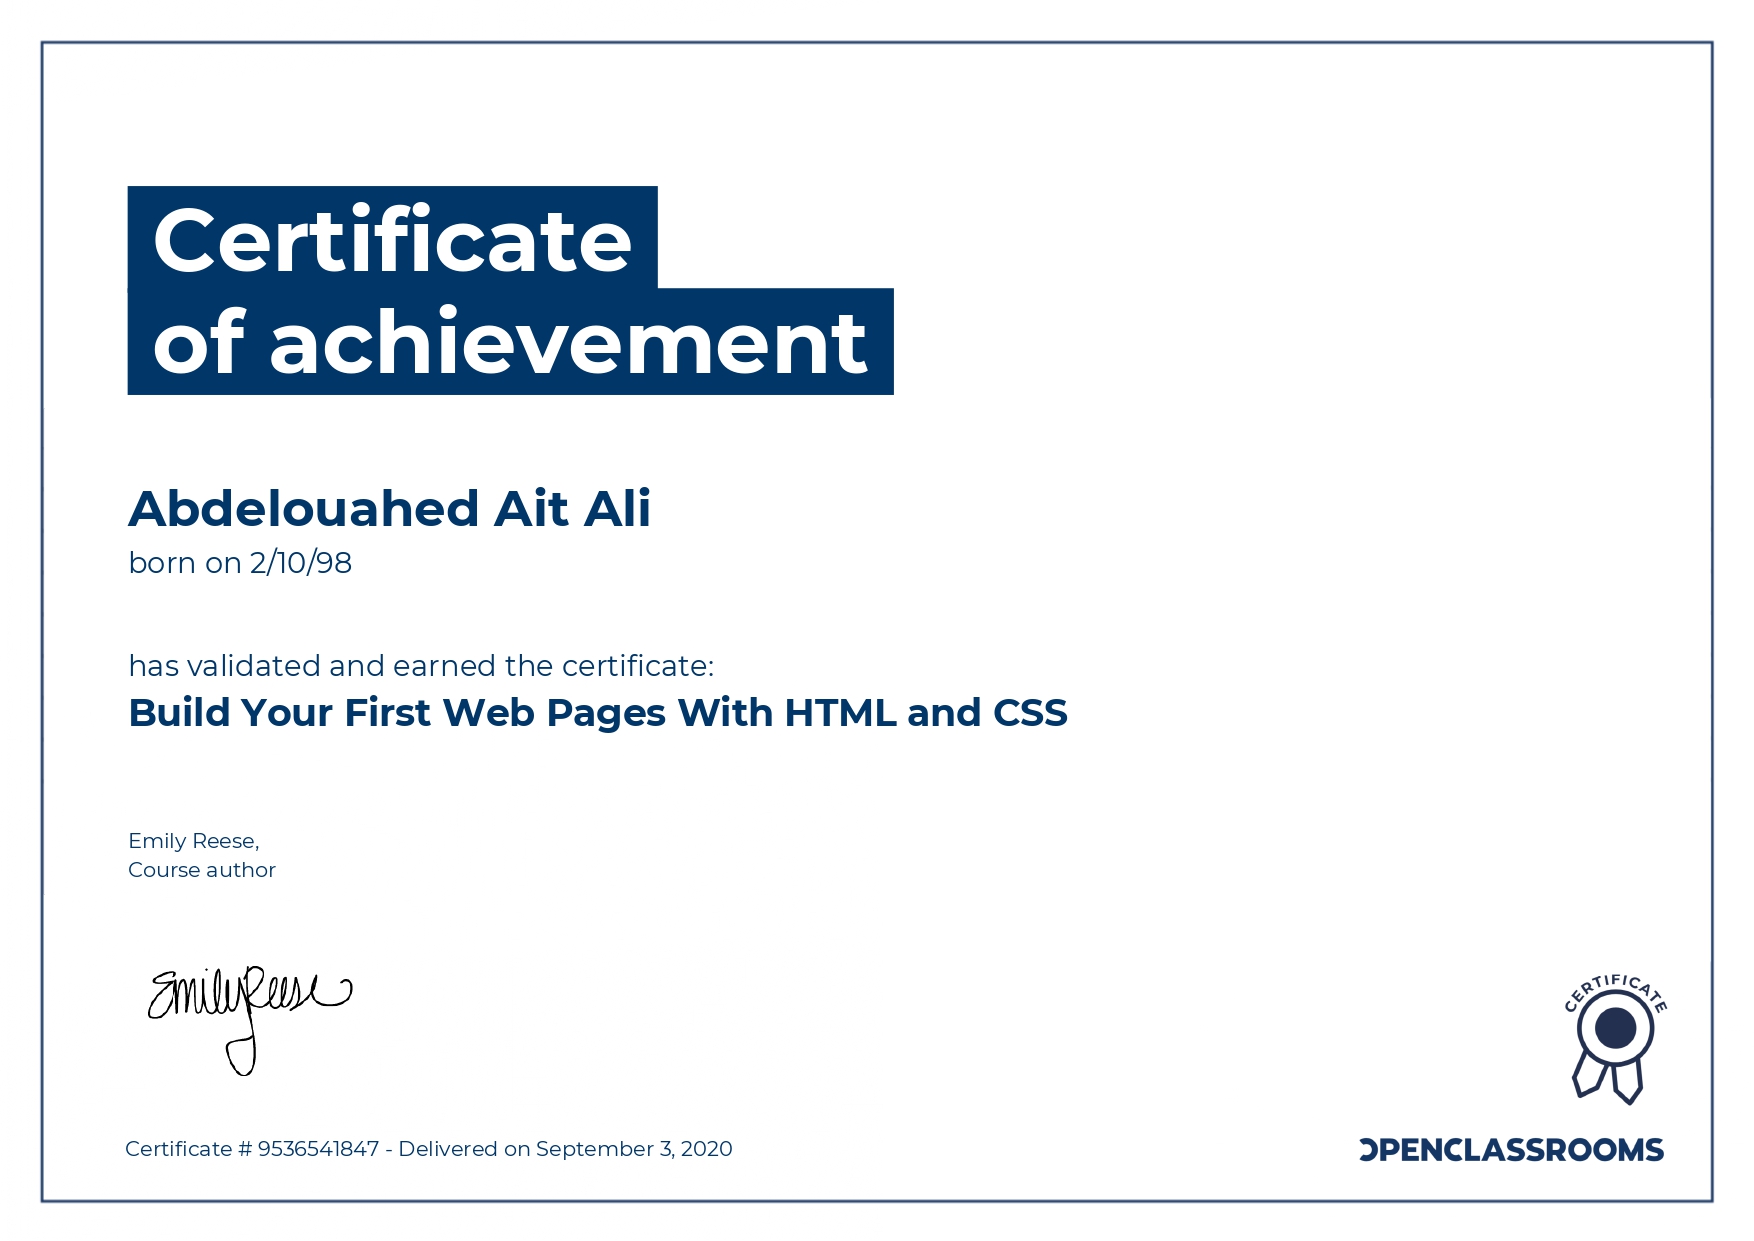 Certificate
of achievement
Abdelouahed Ait Ali
born on 2/10/98
has validated and earned the certificate:
Build Your First Web Pages With HTML and CSS
Emily Reese,
Course author
Emily Reese
CERTIFICATE
Certificate # 9536541847 - Delivered on September 3, 2020
OPENCLASSROOMS